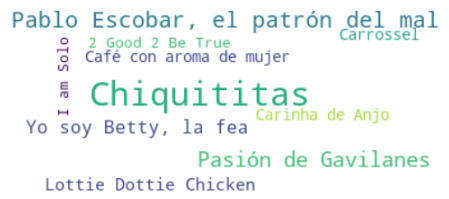 Pablo Escobar, el patrón del mal
Carrossel
I am Solo
2 Good 2 Be True
Café con aroma de mujer
Chiquititas
Carinha de Anjo
Yo soy Betty, la fea
Pasión de Gavilanes
Lottie Dottie Chicken